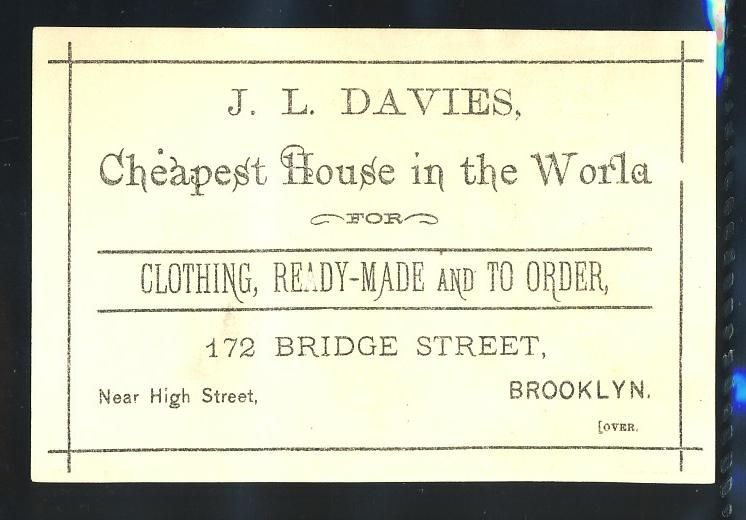 J. L. DAVIES,
Cheapest House in the World
FOR
CLOTHING, READY-MADE AND TO ORDER,
172 BRIDGE STREET,
Near High Street,
BROOKLYN.
[OVER.